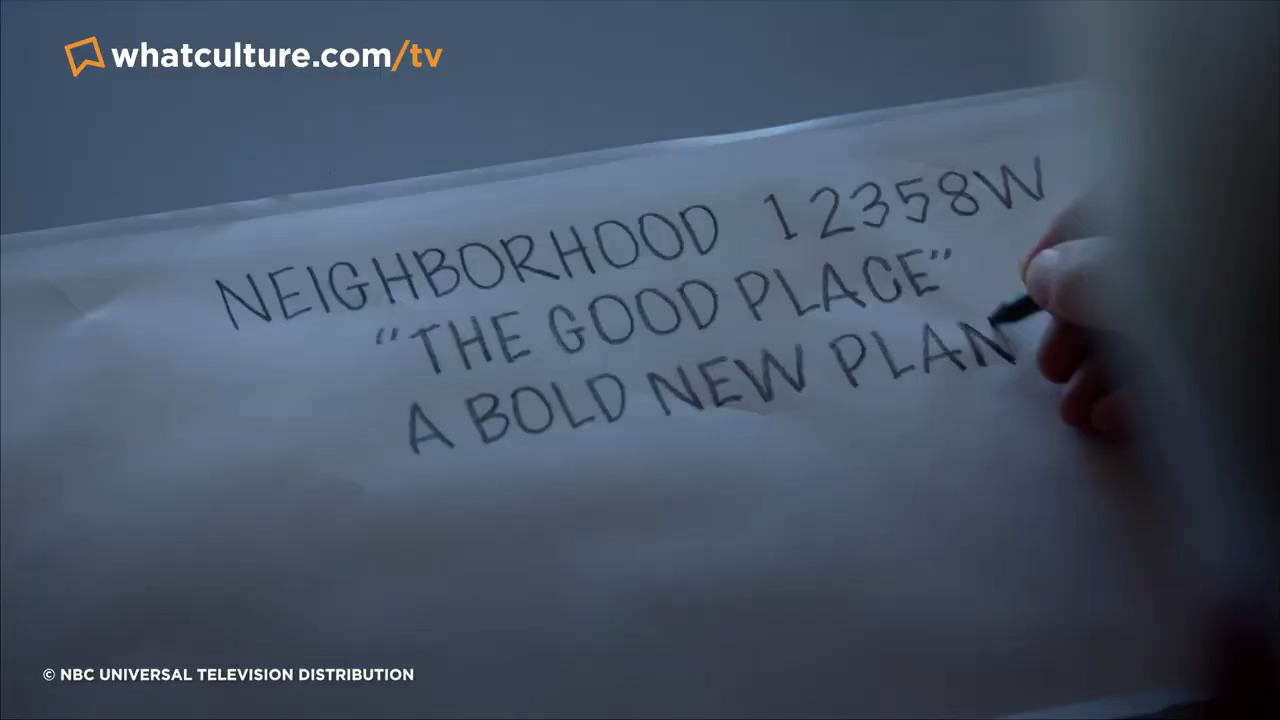 whatculture.com/tv
NEIGHBORHOOD 12358W
"THE GOOD PLACE"
A BOLD NEW PLAN
© NBC UNIVERSAL TELEVISION DISTRIBUTION